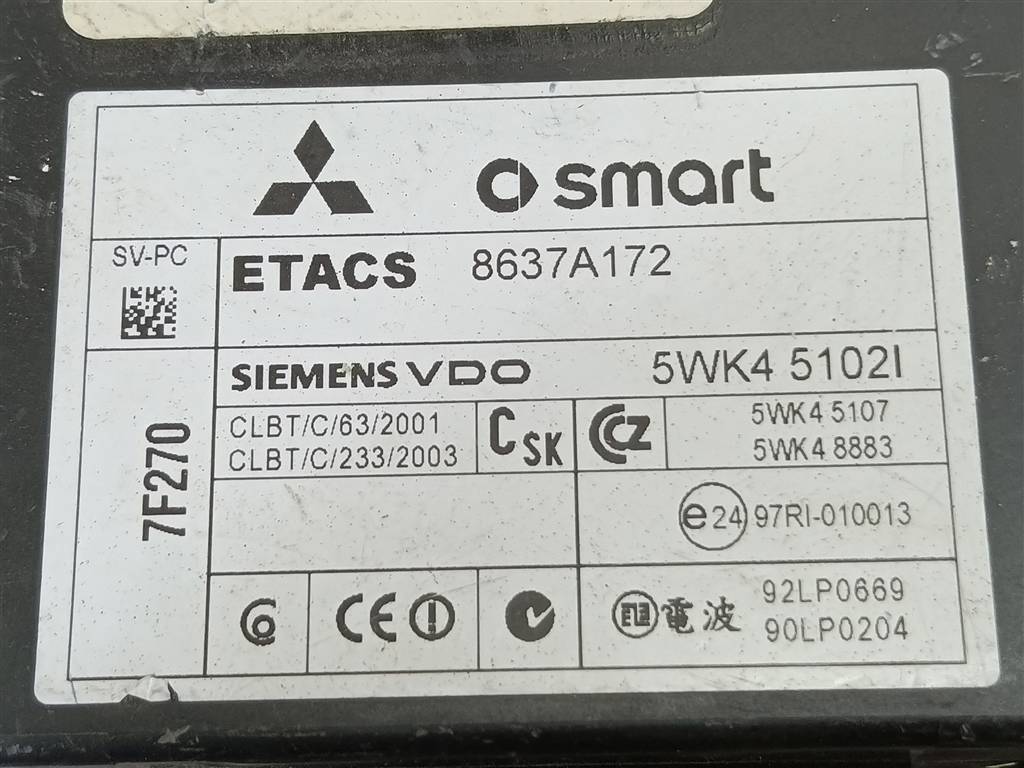 smart
SV-PC
ETACS 8637A172
SIEMENS VDO 5WK4 5102I
7F270
CLBT/C/63/2001
CLBT/C/233/2003
CSK
CCZ
5WK4 5107
5WK4 8883
e24 97RI-010013
CE
電波
92LP0669
90LP0204